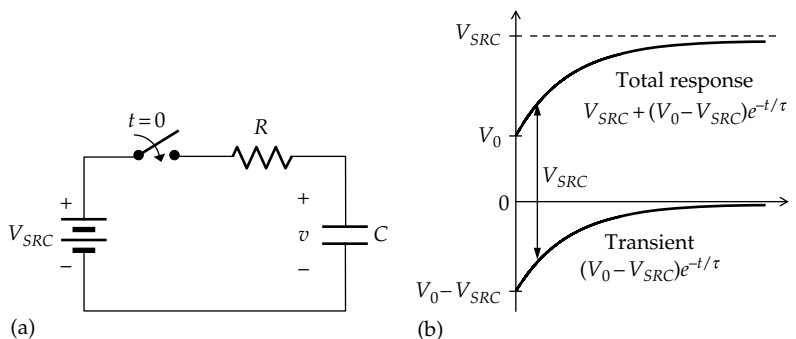 t = 0
R
+
V_SRC
−
+
v
−
C
(a)
V_SRC
Total response
V_SRC + (V_0 − V_SRC)e^{−t/τ}
V_0
V_SRC
0
Transient
(V_0 − V_SRC)e^{−t/τ}
V_0 − V_SRC
(b)